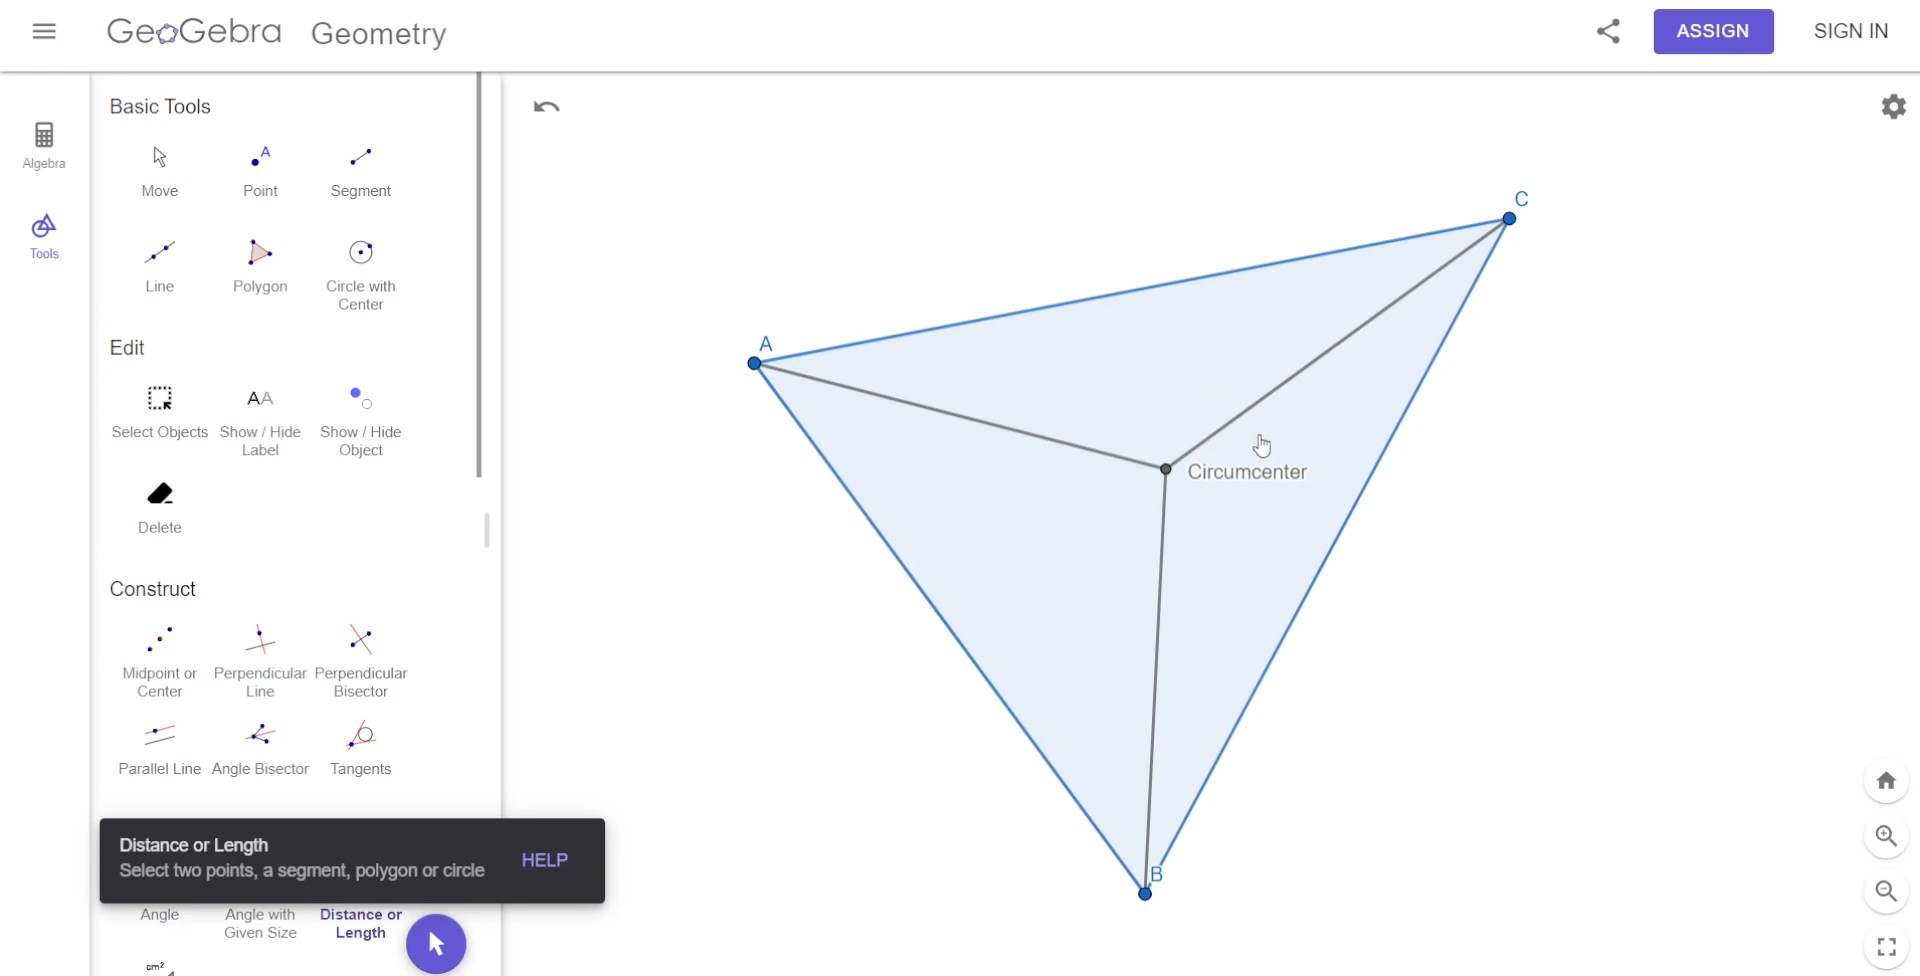 GeoGebra Geometry
ASSIGN
SIGN IN
Algebra
Tools
Basic Tools
Move
A
Point
Segment
Line
Polygon
Circle with
Center
Edit
Select Objects
AA
Show / Hide
Label
Show / Hide
Object
Delete
Construct
Midpoint or
Center
Perpendicular
Line
Perpendicular
Bisector
Parallel Line
Angle Bisector
Tangents
Distance or Length
Select two points, a segment, polygon or circle
HELP
Angle
Angle with
Given Size
Distance or
Length
cm²
C
A
Circumcenter
B